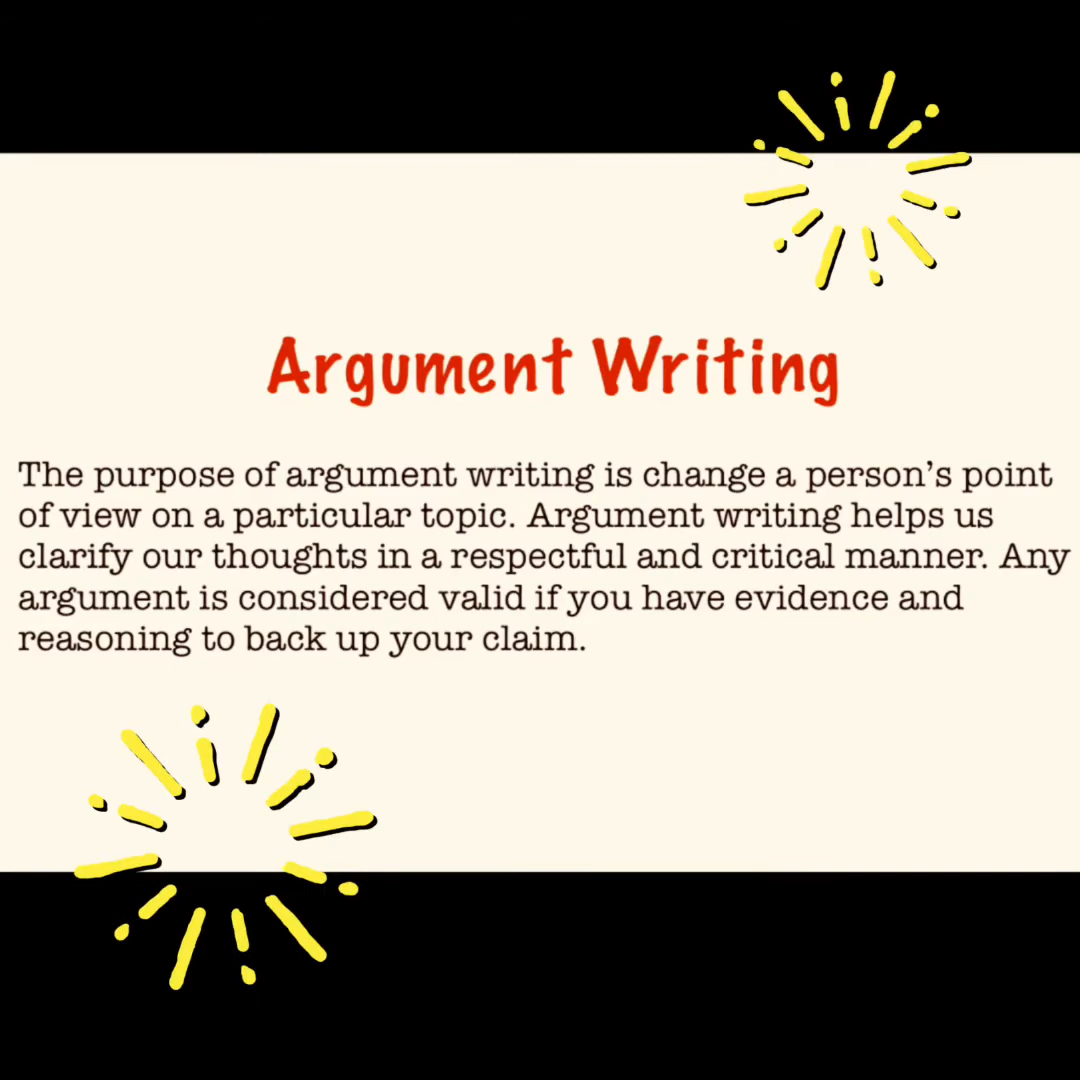 Argument Writing
The purpose of argument writing is change a person’s point
of view on a particular topic. Argument writing helps us
clarify our thoughts in a respectful and critical manner. Any
argument is considered valid if you have evidence and
reasoning to back up your claim.